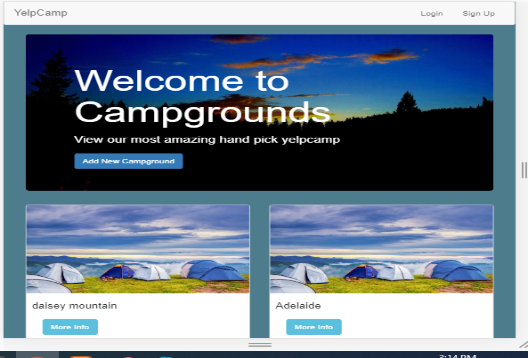 YelpCamp Login Sign Up
Welcome to
Campgrounds
View our most amazing hand pick yelpcamp
Add New Campground
daisey mountain Adelaide
More Info More Info
3:14 PM